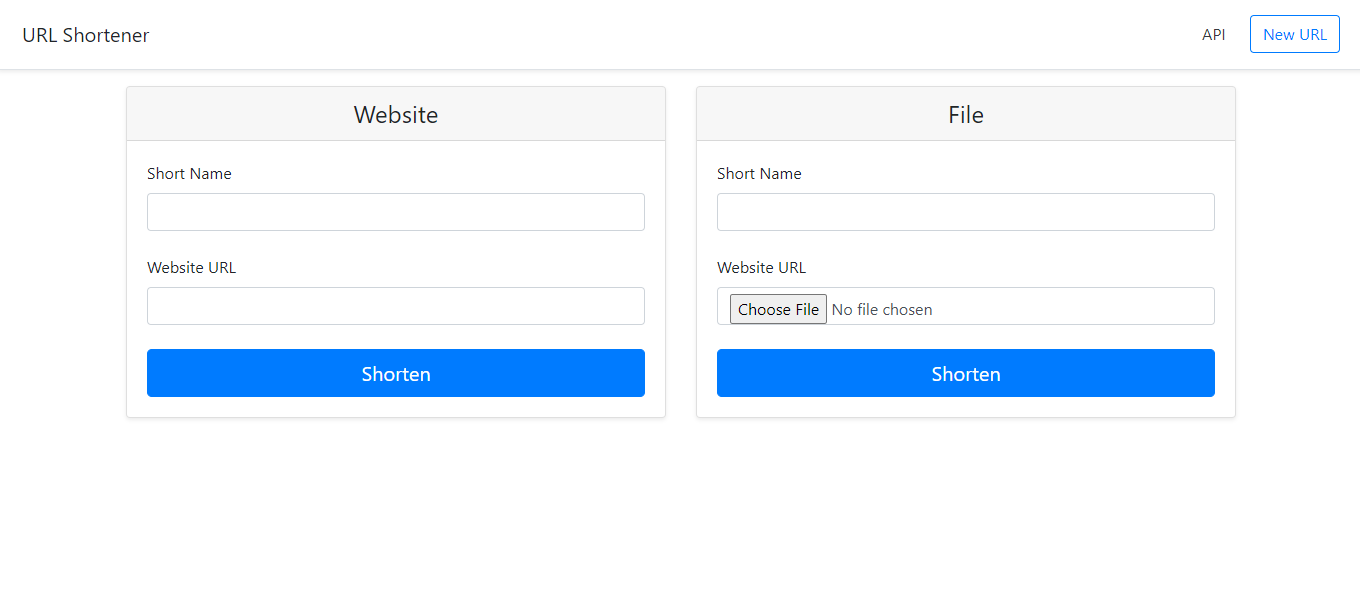 URL Shortener
API
New URL
Website
Short Name
Website URL
Shorten
File
Short Name
Website URL
Choose File No file chosen
Shorten